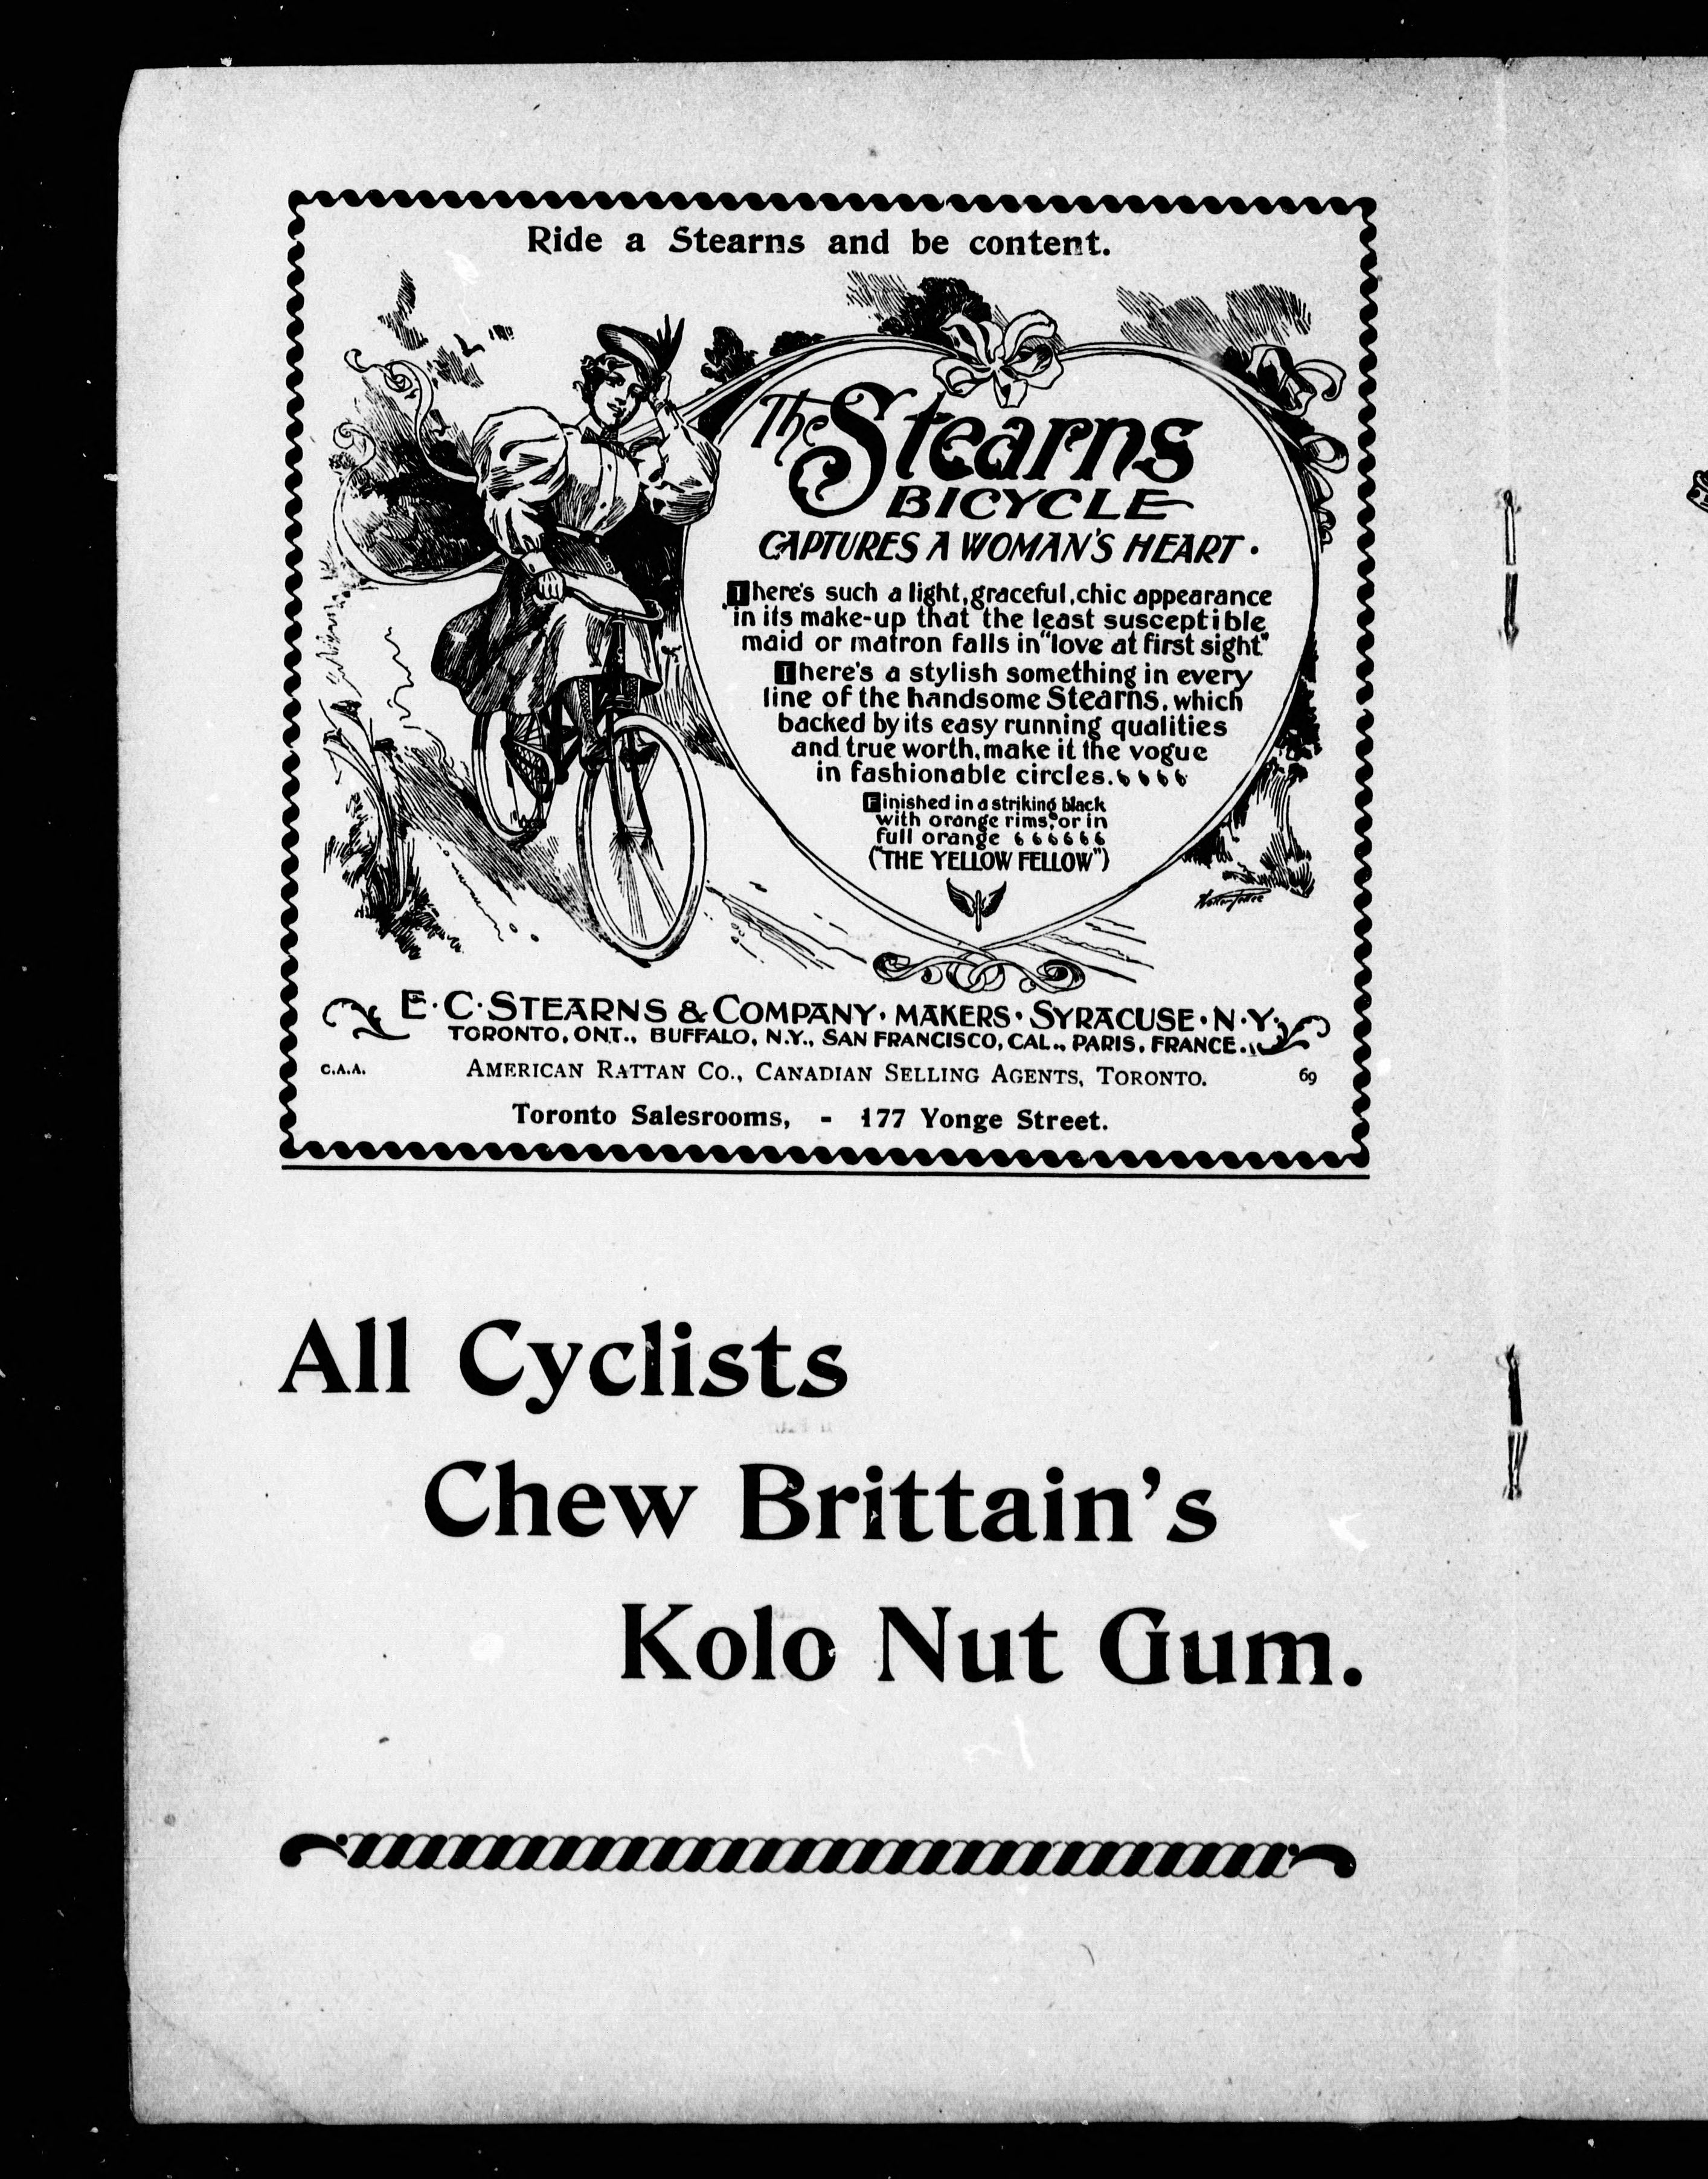 Ride a Stearns and be content.
The Stearns
BICYCLE
CAPTURES A WOMAN'S HEART.
There's such a light, graceful, chic appearance
in its make-up that the least susceptible
maid or matron falls in "love at first sight"
There's a stylish something in every
line of the handsome Stearns, which
backed by its easy running qualities
and true worth, make it the vogue
in fashionable circles.
Finished in a striking black
with orange rims, or in
full orange
("THE YELLOW FELLOW")
E·C·STEARNS & COMPANY· MAKERS· SYRACUSE·N·Y·
TORONTO, ONT., BUFFALO, N.Y., SAN FRANCISCO, CAL., PARIS, FRANCE.
C.A.A. AMERICAN RATTAN CO., CANADIAN SELLING AGENTS, TORONTO. 69
Toronto Salesrooms, - 177 Yonge Street.
All Cyclists
Chew Brittain's
Kolo Nut Gum.